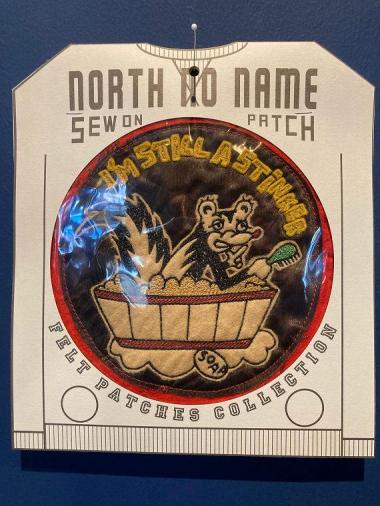 NORTH NO NAME
SEW ON PATCH
I'M STILL A STINKER
SOAP
FELT PATCHES COLLECTION